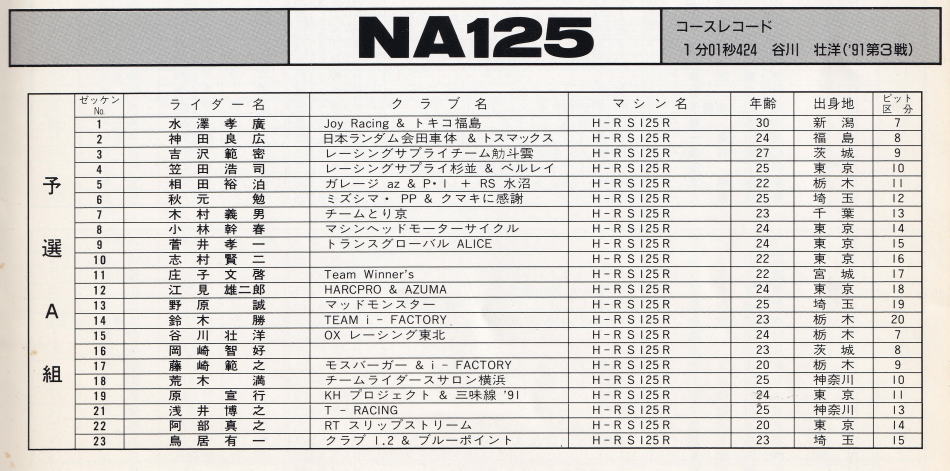 NA125
コースレコード
1分01秒424 谷川 壮洋('91第3戦)
予選A組
ゼッケンNo. ライダー名 クラブ名 マシン名 年齢 出身地 ピット区分
1 水澤孝廣 Joy Racing & トキコ福島 H-RS125R 30 新潟 7
2 神田良広 日本ランダム会田車体 & トスマックス H-RS125R 24 福島 8
3 吉沢範密 レーシングサプライチーム觔斗雲 H-RS125R 27 茨城 9
4 笠田浩司 レーシングサプライ杉並 & ベルレイ H-RS125R 25 東京 10
5 相田裕泊 ガレージ az & P・I + RS 水沼 H-RS125R 22 栃木 11
6 秋元勉 ミズシマ・PP & クマキに感謝 H-RS125R 25 埼玉 12
7 木村義男 チームとり京 H-RS125R 23 千葉 13
8 小林幹春 マシンヘッドモーターサイクル H-RS125R 24 東京 14
9 菅井孝一 トランスグローバル ALICE H-RS125R 24 東京 15
10 志村賢二 H-RS125R 22 東京 16
11 庄子文啓 Team Winner's H-RS125R 22 宮城 17
12 江見雄二郎 HARCPRO & AZUMA H-RS125R 24 東京 18
13 野原誠 マッドモンスター H-RS125R 25 埼玉 19
14 鈴木勝 TEAM i - FACTORY H-RS125R 23 栃木 20
15 谷川壮洋 OX レーシング東北 H-RS125R 24 栃木 7
16 岡崎智好 H-RS125R 23 茨城 8
17 藤崎範之 モスバーガー & i - FACTORY H-RS125R 20 栃木 9
18 荒木満 チームライダースサロン横浜 H-RS125R 25 神奈川 10
19 原宣行 KH プロジェクト & 三味線 '91 H-RS125R 24 東京 11
21 浅井博之 T - RACING H-RS125R 25 神奈川 13
22 阿部真之 RT スリップストリーム H-RS125R 20 東京 14
23 鳥居有一 クラブ 1.2 & ブルーポイント H-RS125R 23 埼玉 15